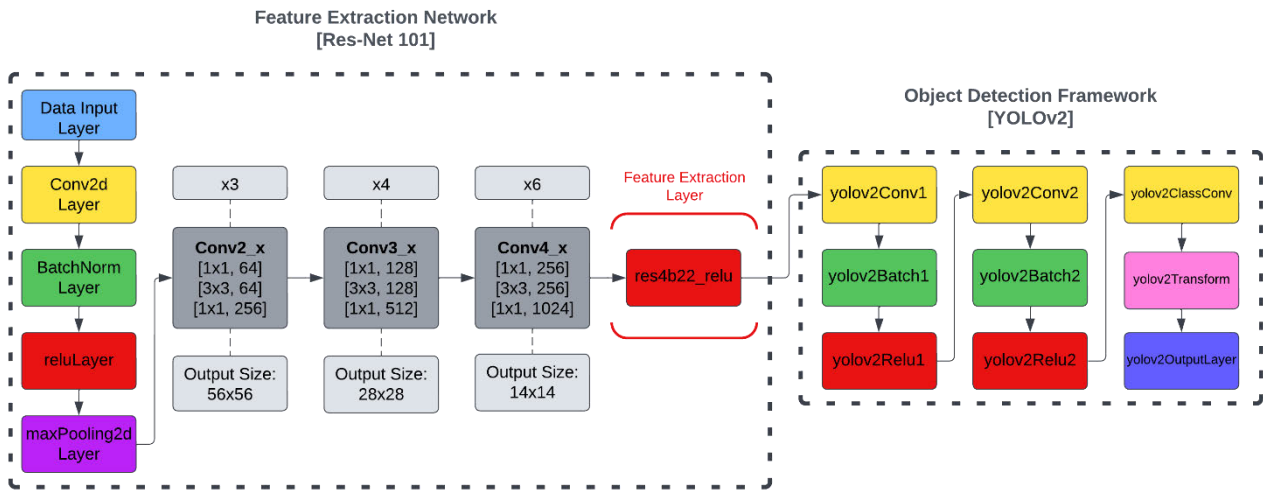 Feature Extraction Network
[Res-Net 101]
Data Input
Layer
Conv2d
Layer
BatchNorm
Layer
reluLayer
maxPooling2d
Layer
x3
Conv2_x
[1x1, 64]
[3x3, 64]
[1x1, 256]
Output Size:
56x56
x4
Conv3_x
[1x1, 128]
[3x3, 128]
[1x1, 512]
Output Size:
28x28
x6
Conv4_x
[1x1, 256]
[3x3, 256]
[1x1, 1024]
Output Size:
14x14
Feature Extraction
Layer
res4b22_relu
Object Detection Framework
[YOLOv2]
yolov2Conv1
yolov2Batch1
yolov2Relu1
yolov2Conv2
yolov2Batch2
yolov2Relu2
yolov2ClassConv
yolov2Transform
yolov2OutputLayer